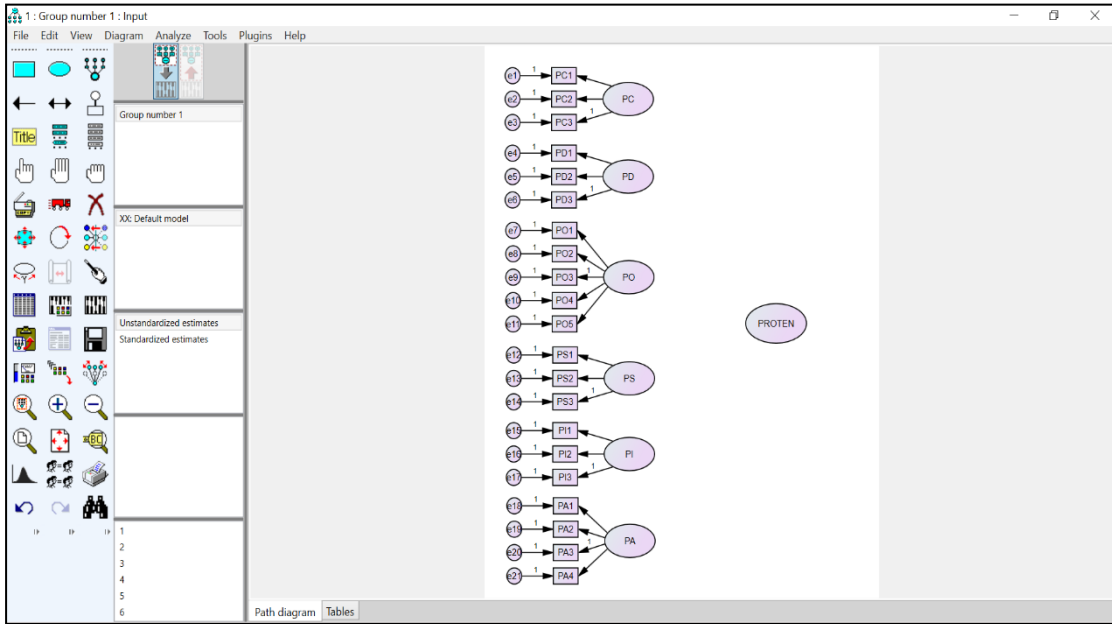 1 : Group number 1 : Input
File Edit View Diagram Analyze Tools Plugins Help
Title
Group number 1
XX: Default model
Unstandardized estimates
Standardized estimates
1
2
3
4
5
6
e1 1 PC1
e2 1 PC2 PC
e3 1 PC3 1
e4 1 PD1
e5 1 PD2 PD
e6 1 PD3 1
e7 1 PO1
e8 1 PO2
e9 1 PO3 1 PO
e10 1 PO4
e11 1 PO5
PROTEN
e12 1 PS1
e13 1 PS2 PS
e14 1 PS3 1
e15 1 PI1
e16 1 PI2 PI
e17 1 PI3 1
e18 1 PA1
e19 1 PA2
e20 1 PA3 1 PA
e21 1 PA4
Path diagram Tables